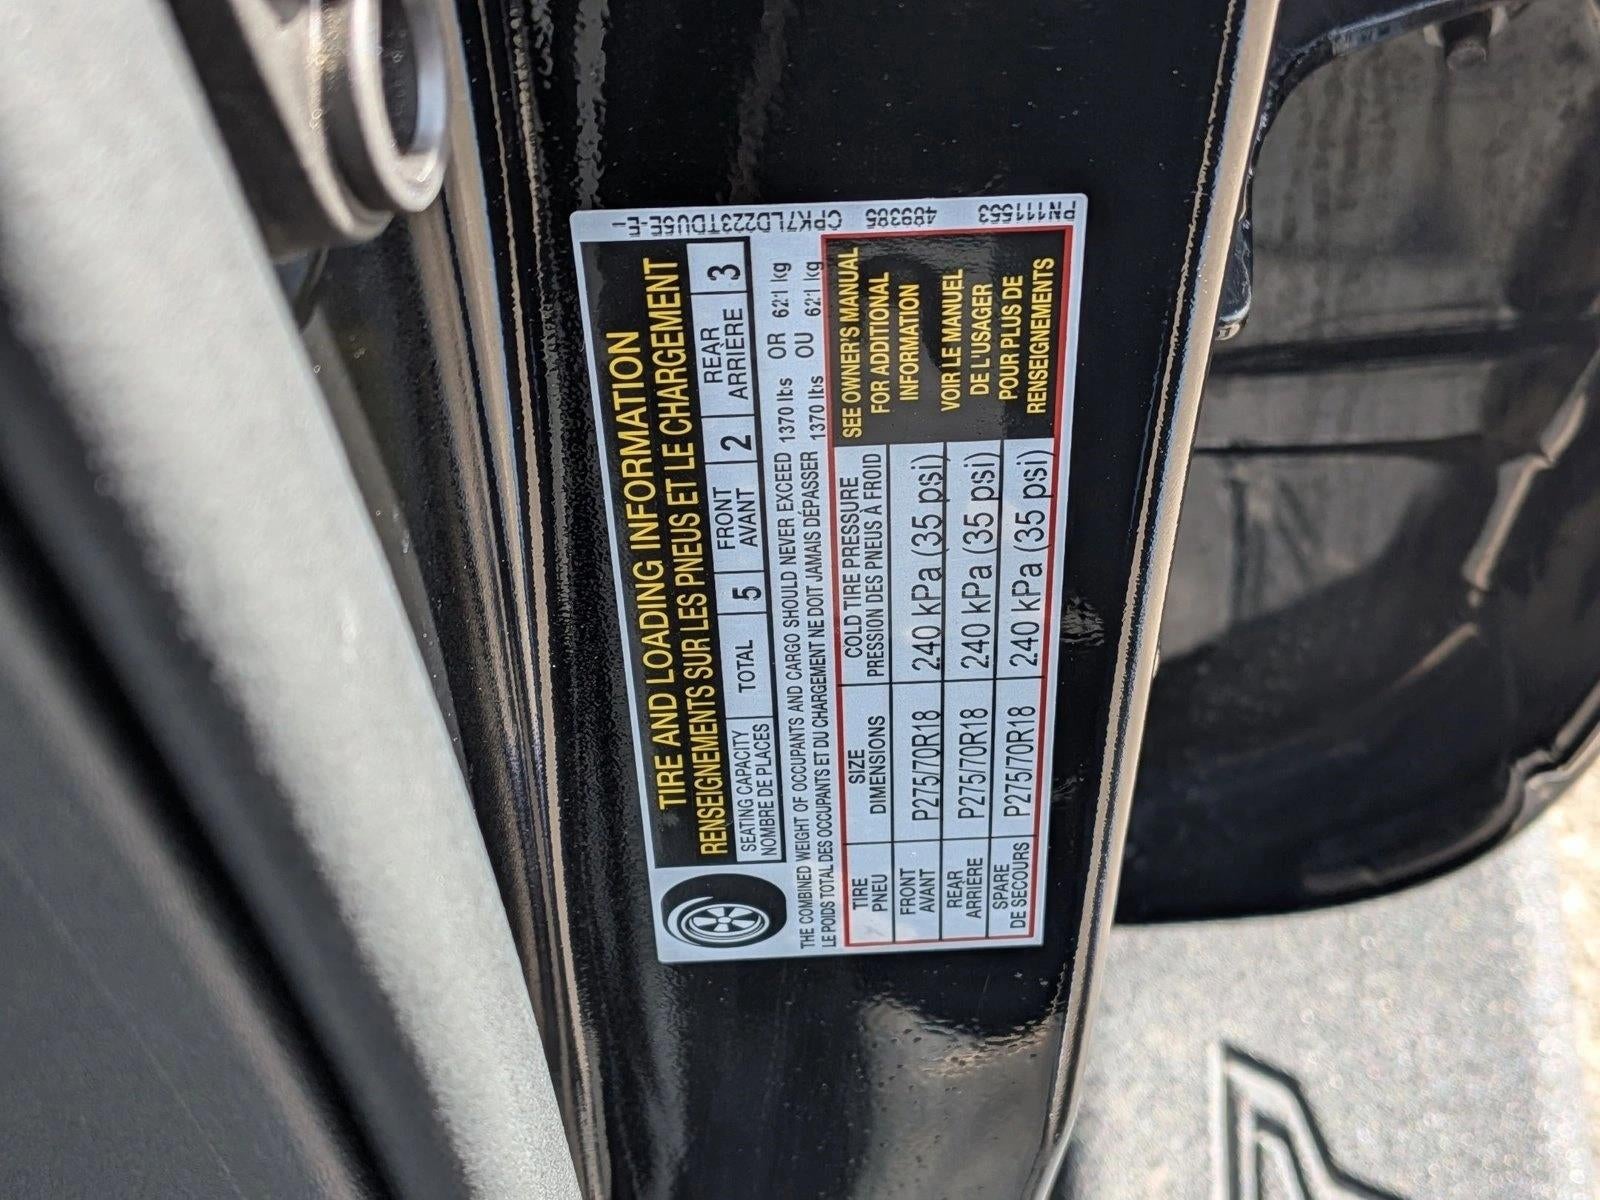 TIRE AND LOADING INFORMATION
RENSEIGNEMENTS SUR LES PNEUS ET LE CHARGEMENT
SEATING CAPACITY
NOMBRE DE PLACES
TOTAL 5
FRONT
AVANT
2
REAR
ARRIÈRE
3
THE COMBINED WEIGHT OF OCCUPANTS AND CARGO SHOULD NEVER EXCEED 1370 lbs OR 621 kg
LE POIDS TOTAL DES OCCUPANTS ET DU CHARGEMENT NE DOIT JAMAIS DÉPASSER 1370 lbs OU 621 kg
TIRE
PNEU
SIZE
DIMENSIONS
COLD TIRE PRESSURE
PRESSION DES PNEUS À FROID
FRONT
AVANT
P275/70R18 240 kPa (35 psi)
REAR
ARRIÈRE
P275/70R18 240 kPa (35 psi)
SPARE
DE SECOURS
P275/70R18 240 kPa (35 psi)
SEE OWNER'S MANUAL
FOR ADDITIONAL
INFORMATION
VOIR LE MANUEL
DE L'USAGER
POUR PLUS DE
RENSEIGNEMENTS
PN111553 489385 CPK7LD223TDU5E-E-